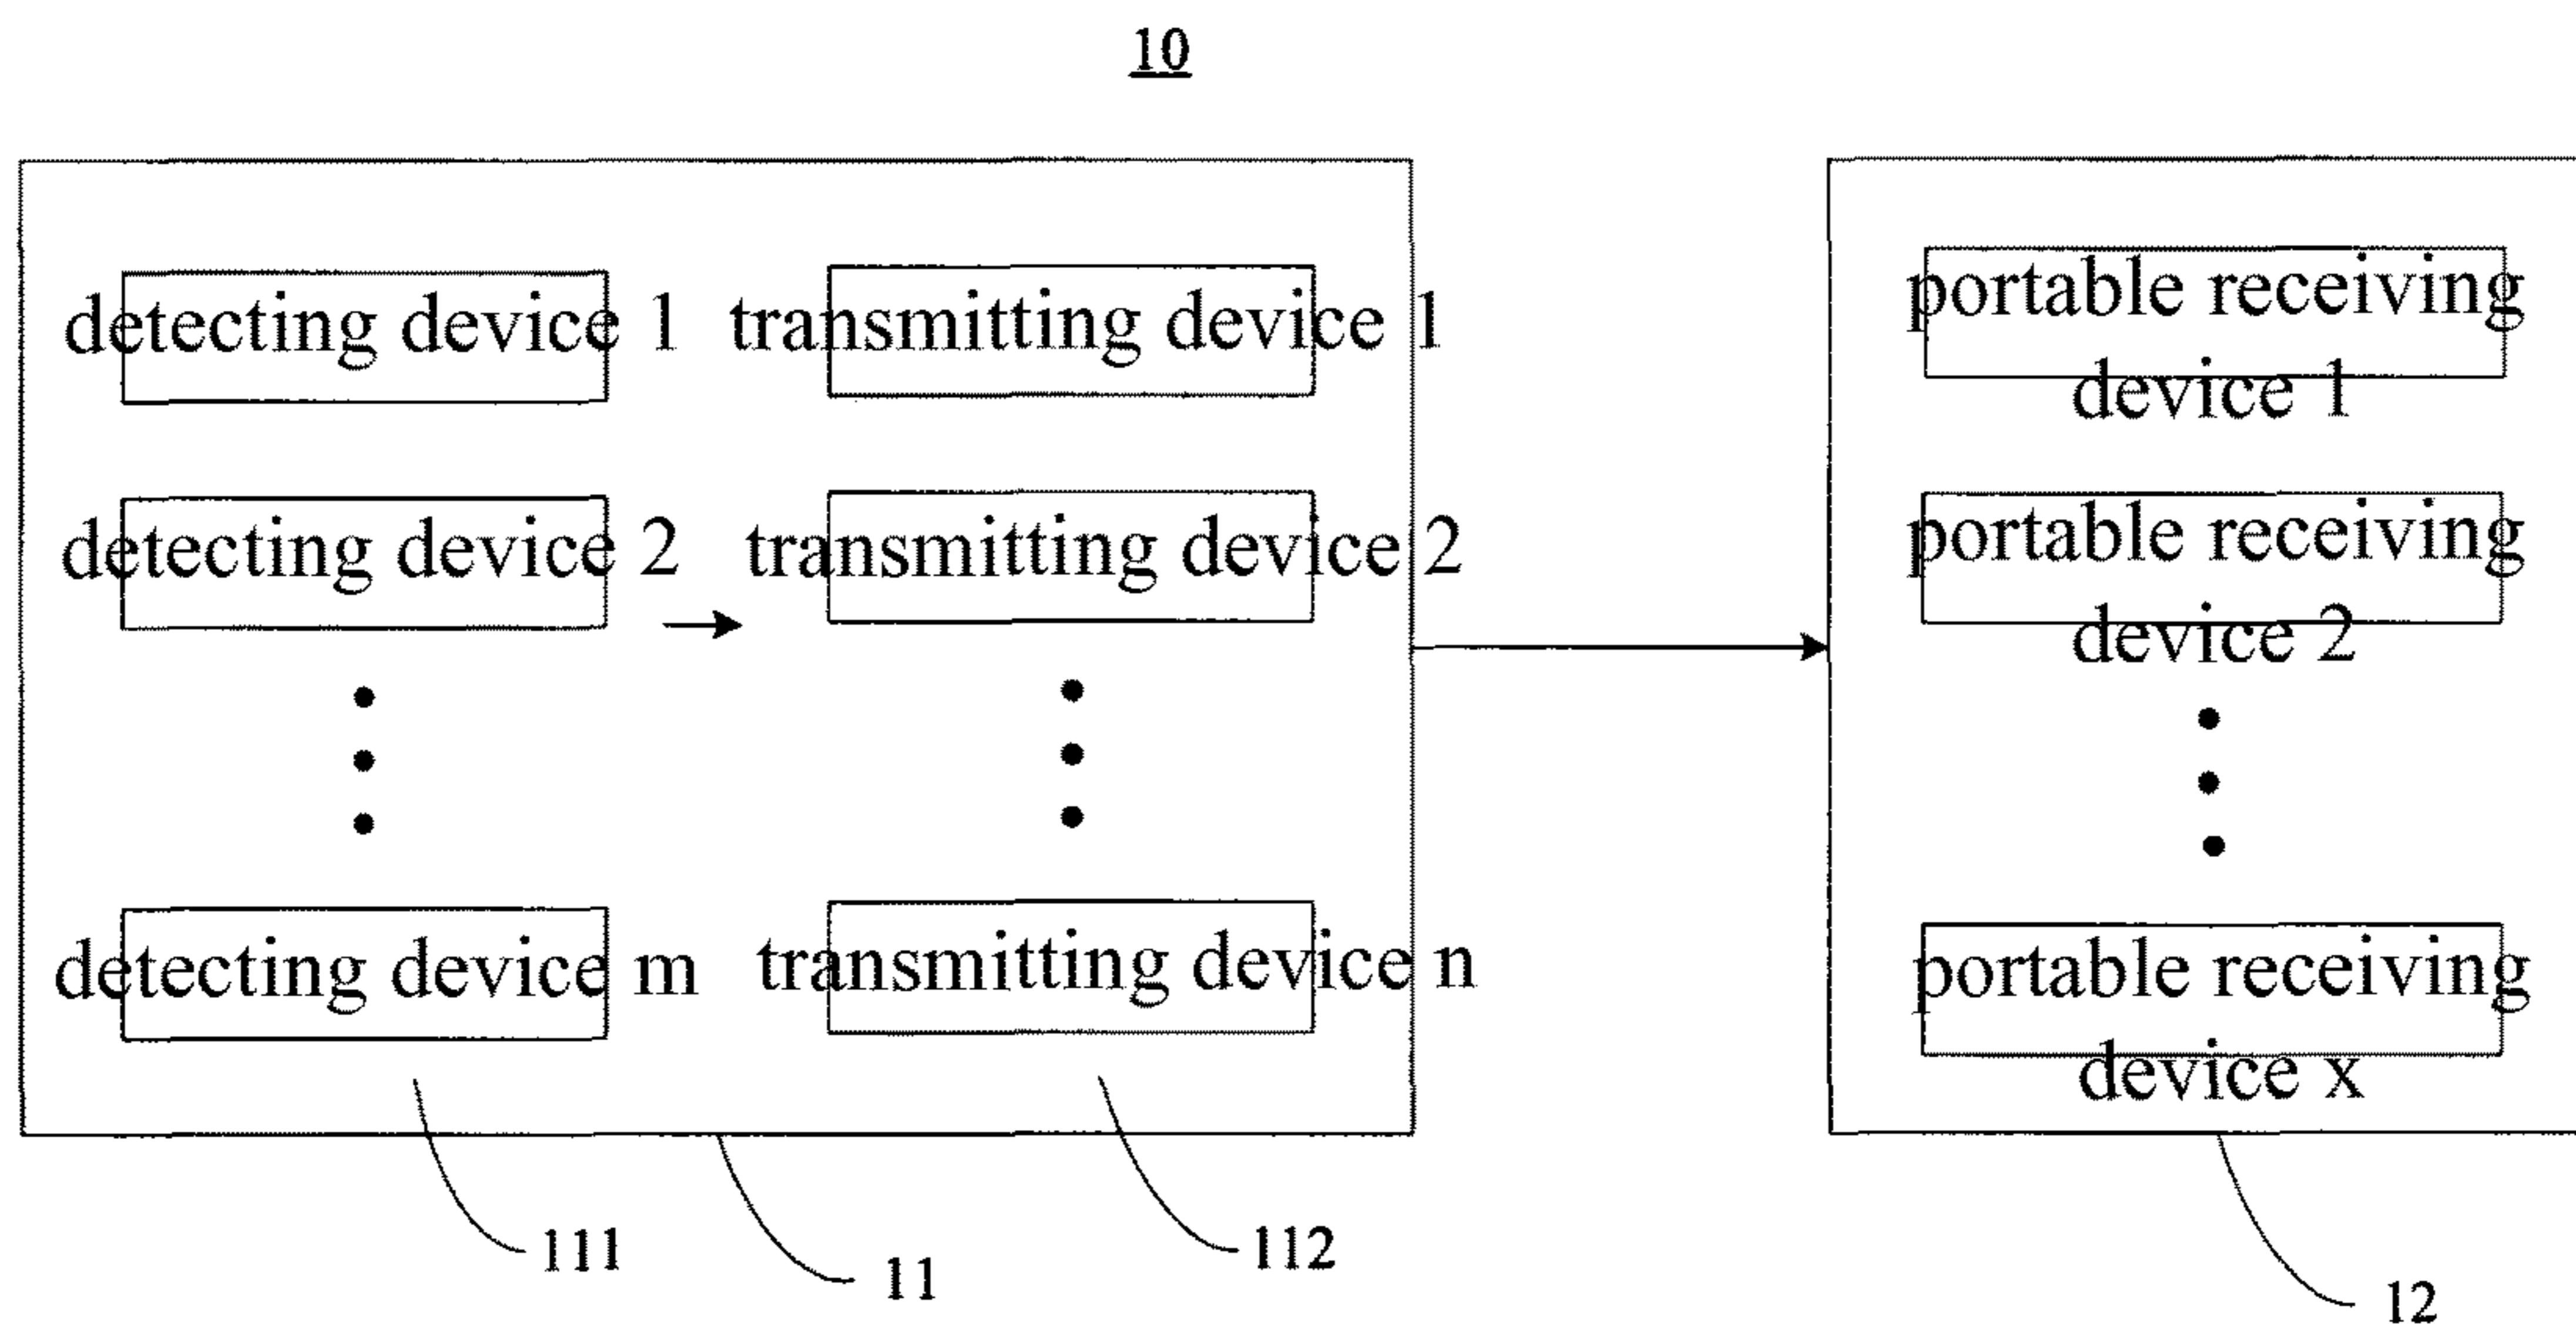 10
detecting device 1
transmitting device 1
portable receiving
device 1
detecting device 2
transmitting device 2
portable receiving
device 2
detecting device m
transmitting device n
portable receiving
device x
111
11
112
12